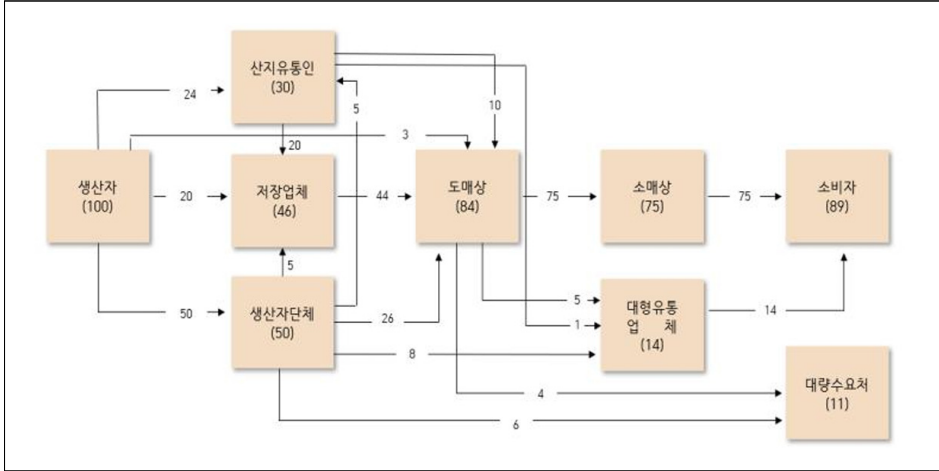 산지유통인
(30)
24
5
10
3
20
생산자
(100)
20
저장업체
(46)
44
도매상
(84)
75
소매상
(75)
75
소비자
(89)
5
50
생산자단체
(50)
26
8
5
1
대형유통
업 체
(14)
14
4
6
대량수요처
(11)